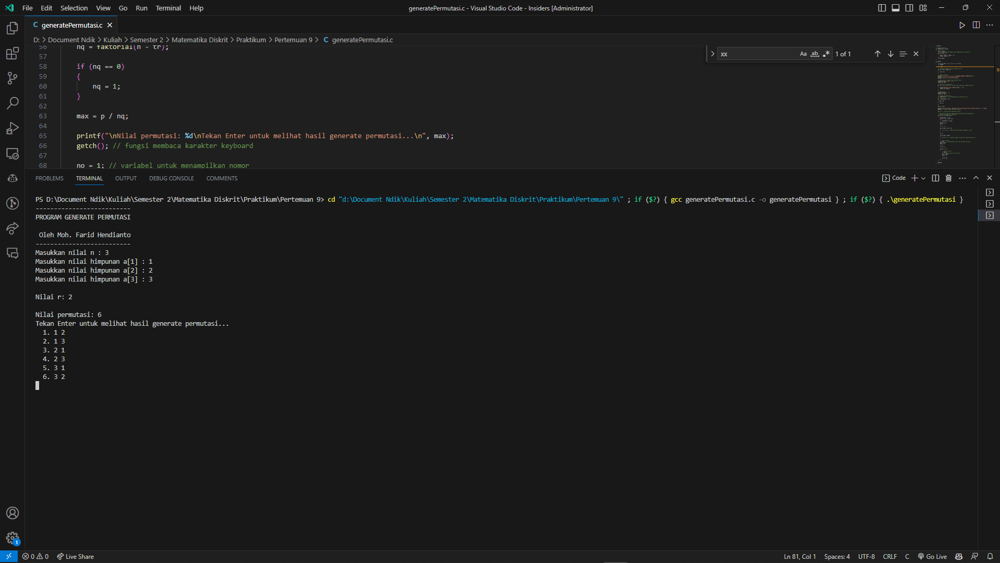 File Edit Selection View Go Run Terminal Help
generatePermutasi.c - Visual Studio Code - Insiders [Administrator]
C generatePermutasi.c
D: > Document Ndik > Kuliah > Semester 2 > Matematika Diskrit > Praktikum > Pertemuan 9 > C generatePermutasi.c
xx Aa ab 1 of 1
56 nq = faktorial(n - tr);
57
58 if (nq == 0)
59 {
60 nq = 1;
61 }
62
63 max = p / nq;
64
65 printf("\nNilai permutasi: %d\nTekan Enter untuk melihat hasil generate permutasi...\n", max);
66 getch(); // fungsi membaca karakter keyboard
67
68 no = 1; // variabel untuk menampilkan nomor
PROBLEMS TERMINAL OUTPUT DEBUG CONSOLE COMMENTS
Code
PS D:\Document Ndik\Kuliah\Semester 2\Matematika Diskrit\Praktikum\Pertemuan 9> cd "d:\Document Ndik\Kuliah\Semester 2\Matematika Diskrit\Praktikum\Pertemuan 9\" ; if ($?) { gcc generatePermutasi.c -o generatePermutasi } ; if ($?) { .\generatePermutasi }
--------------------------
PROGRAM GENERATE PERMUTASI
Oleh Moh. Farid Hendianto
--------------------------
Masukkan nilai n : 3
Masukkan nilai himpunan a[1] : 1
Masukkan nilai himpunan a[2] : 2
Masukkan nilai himpunan a[3] : 3
Nilai r: 2
Nilai permutasi: 6
Tekan Enter untuk melihat hasil generate permutasi...
1. 1 2
2. 1 3
3. 2 1
4. 2 3
5. 3 1
6. 3 2
1
0 0 Live Share
Ln 81, Col 1 Spaces: 4 UTF-8 CRLF C Go Live